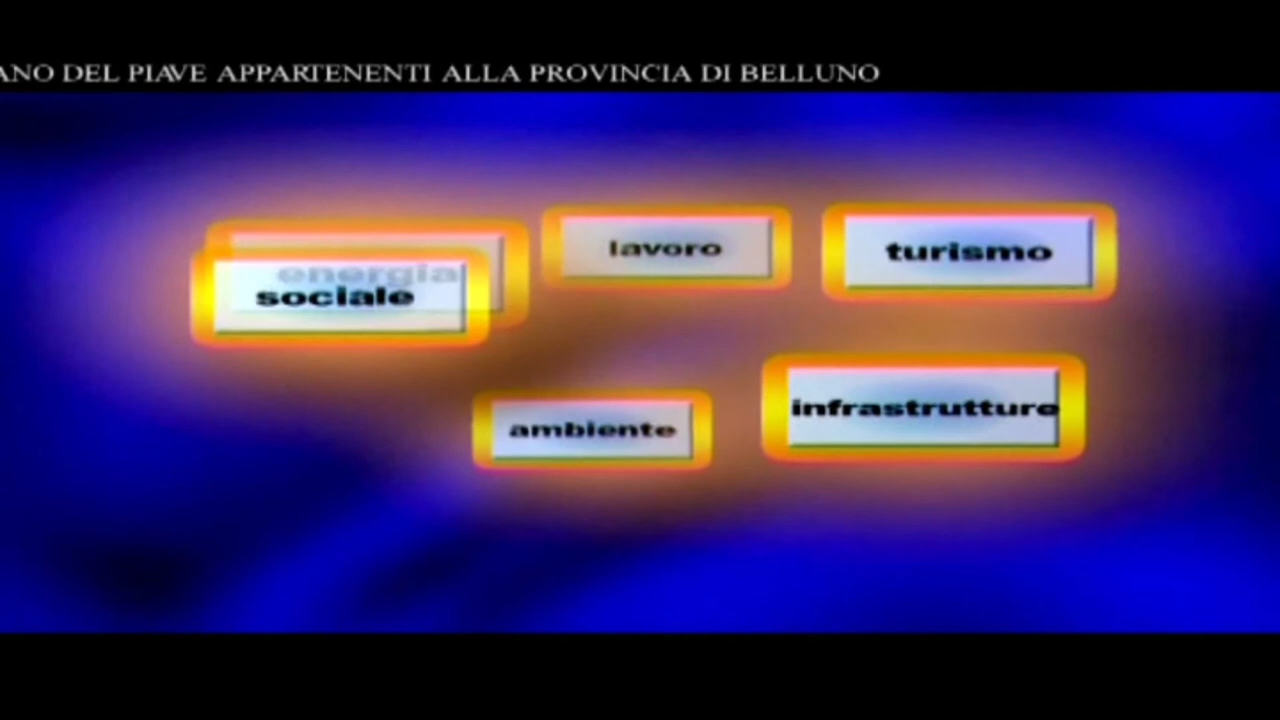 ANO DEL PIAVE APPARTENENTI ALLA PROVINCIA DI BELLUNO
energia
lavoro
turismo
sociale
ambiente
infrastrutture